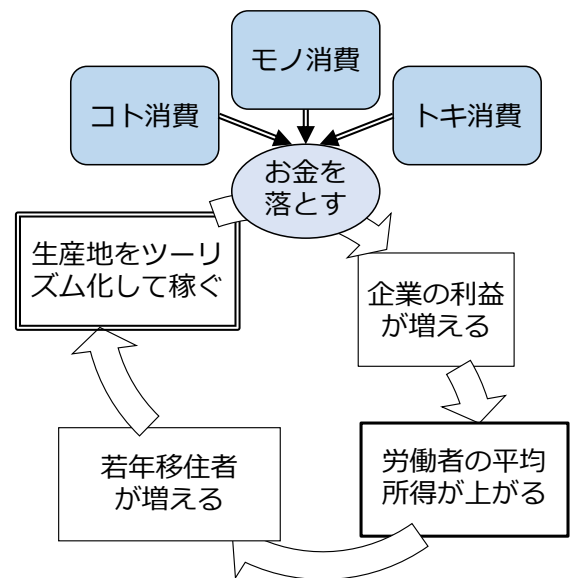 モノ消費
コト消費
トキ消費
お金を
落とす
生産地をツーリ
ズム化して稼ぐ
企業の利益
が増える
若年移住者
が増える
労働者の平均
所得が上がる